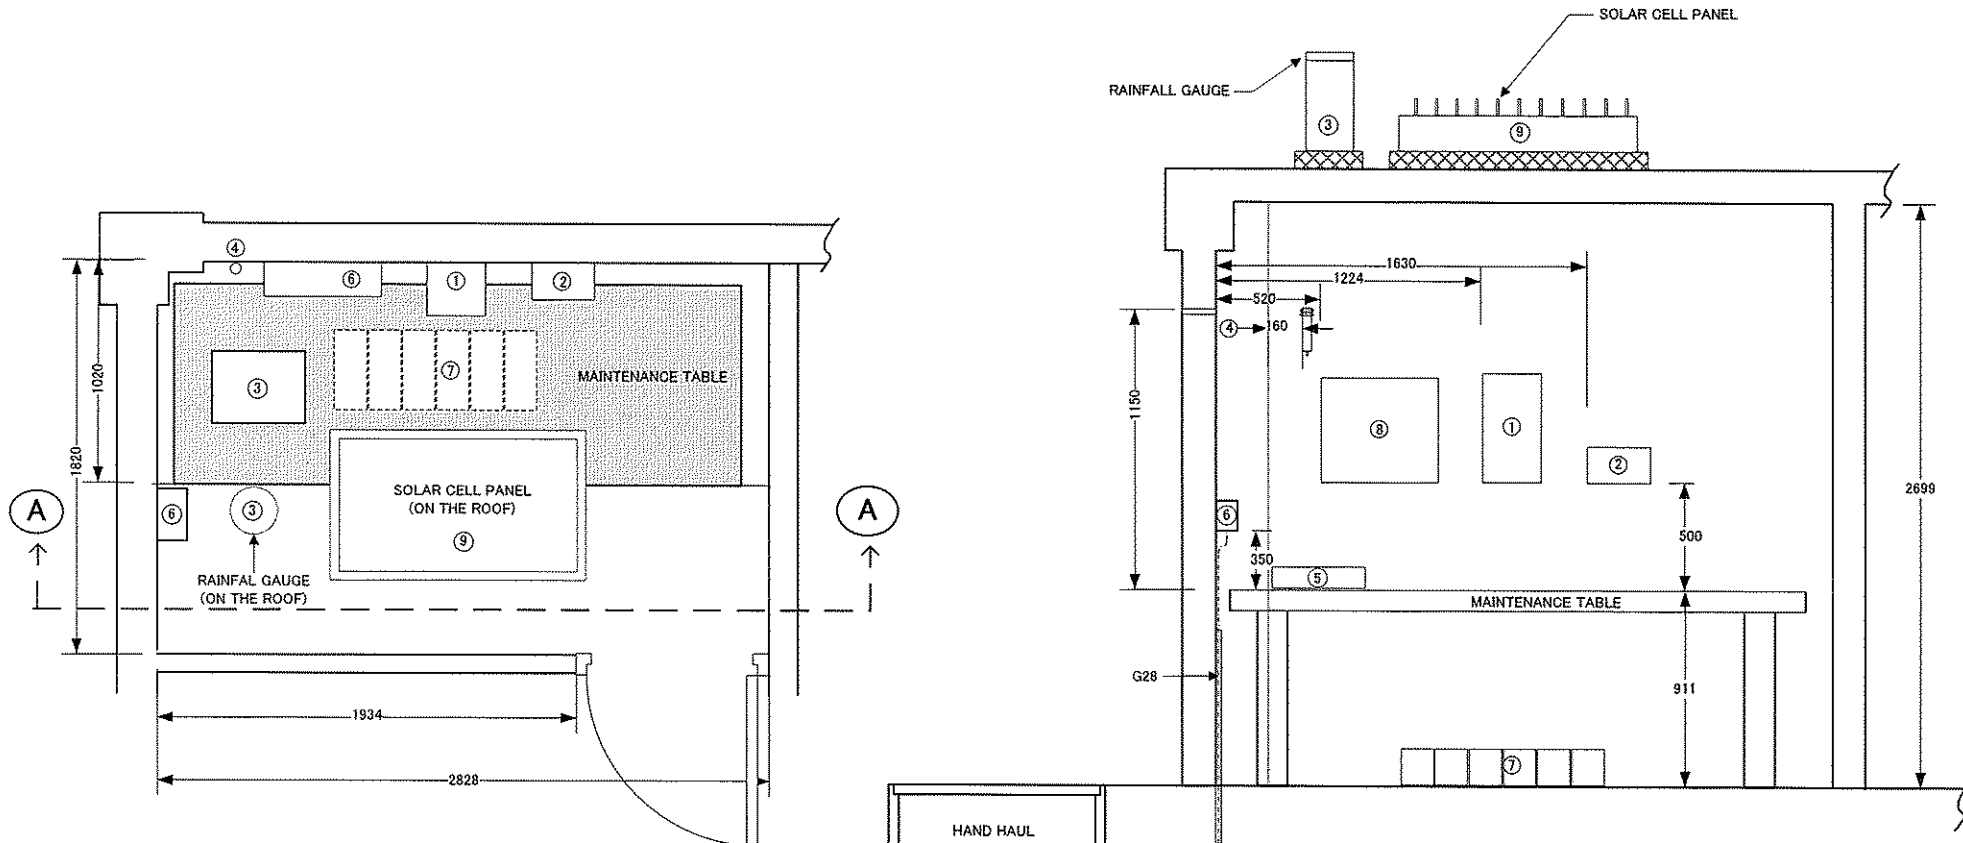 SOLAR CELL PANEL
RAINFALL GAUGE
③
⑨
④
⑥
①
②
③
⑦
MAINTENANCE TABLE
1020
1820
SOLAR CELL PANEL
(ON THE ROOF)
⑨
A
⑥
③
A
RAINFAL GAUGE
(ON THE ROOF)
1934
2828
1630
1224
520
④
160
1150
⑧
①
②
2699
⑥
500
350
⑤
MAINTENANCE TABLE
G28
911
⑦
HAND HAUL